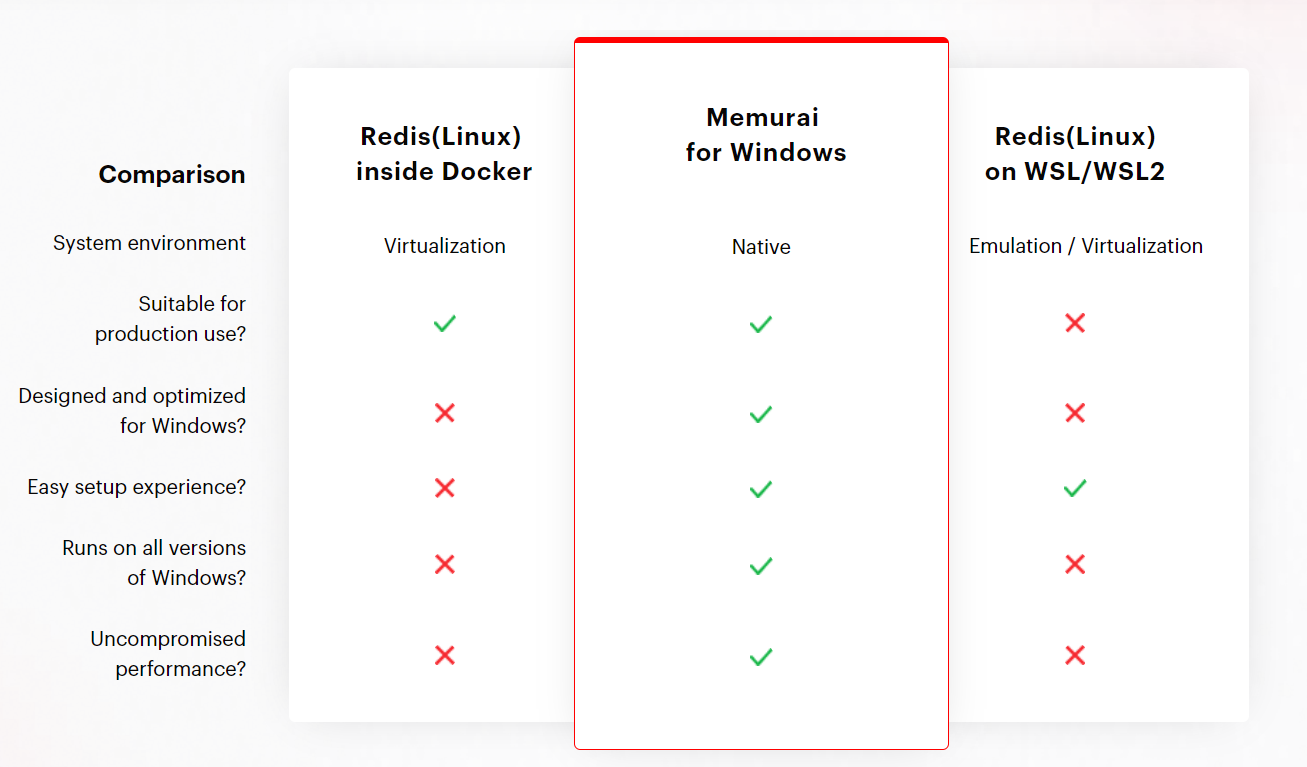 Comparison
Redis(Linux)
inside Docker
Memurai
for Windows
Redis(Linux)
on WSL/WSL2
System environment
Virtualization
Native
Emulation / Virtualization
Suitable for
production use?
Designed and optimized
for Windows?
Easy setup experience?
Runs on all versions
of Windows?
Uncompromised
performance?